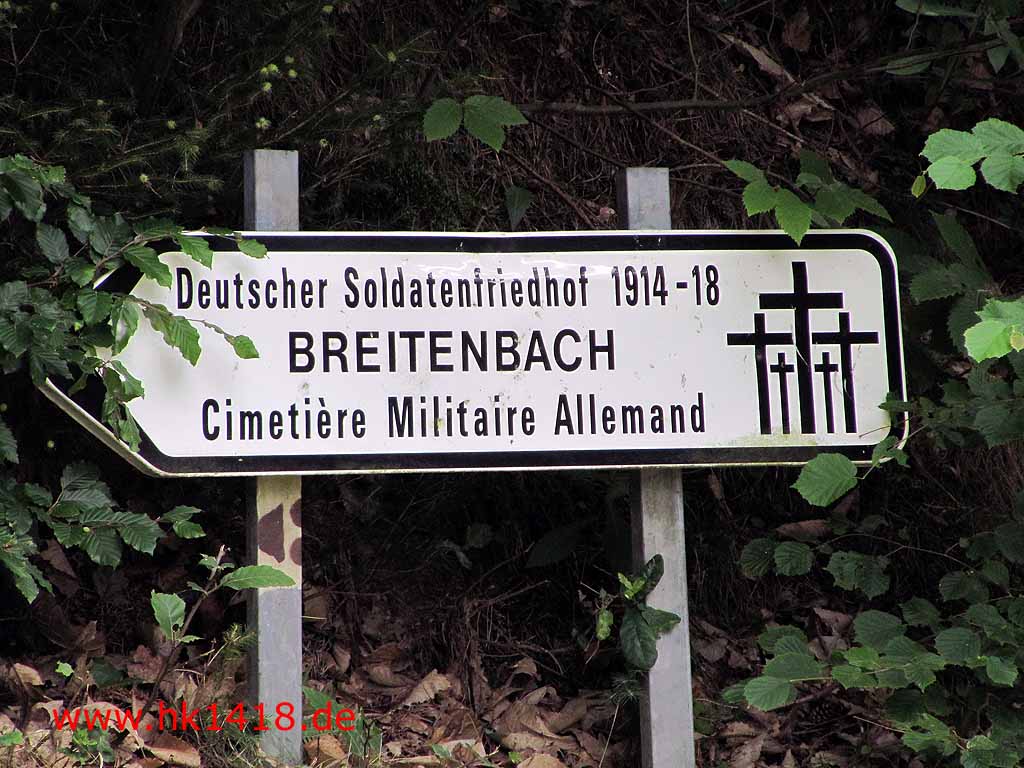 Deutscher Soldatenfriedhof 1914-18
BREITENBACH
Cimetière Militaire Allemand
www.hk1418.de